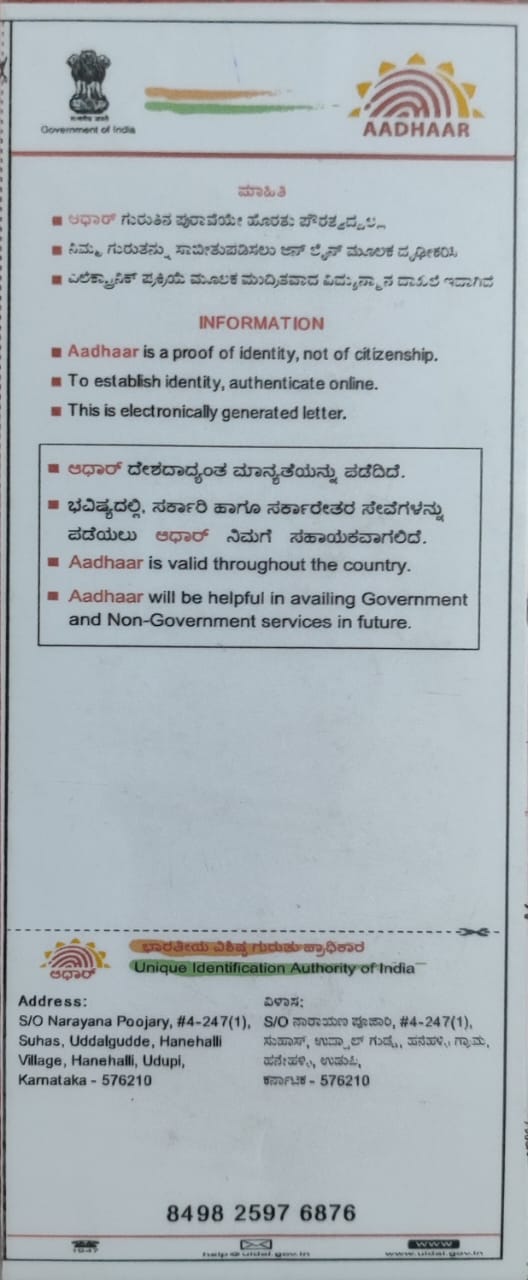 Government of India
AADHAAR
ಮಾಹಿತಿ
ಆಧಾರ್ ಗುರುತಿನ ಪುರಾವೆಯೇ ಹೊರತು
ನಿಮ್ಮ ಗುರುತನ್ನು ಸಾಬೀತುಪಡಿಸಲು ಆನ್ ಲೈನ್ ಮೂಲಕ ದೃಢೀಕರಿಸಿ
ಎಲೆಕ್ಟ್ರಾನಿಕ್ ಪ್ರಕ್ರಿಯೆ ಮೂಲಕ ಮುದ್ರಿತವಾದ ದಾಖಲೆ ಇದಾಗಿದೆ
INFORMATION
Aadhaar is a proof of identity, not of citizenship.
To establish identity, authenticate online.
This is electronically generated letter.
ಆಧಾರ್ ದೇಶದಾದ್ಯಂತ ಮಾನ್ಯತೆಯನ್ನು ಪಡೆದಿದೆ.
ಭವಿಷ್ಯದಲ್ಲಿ, ಸರ್ಕಾರಿ ಹಾಗೂ ಸರ್ಕಾರೇತರ ಸೇವೆಗಳನ್ನು
ಪಡೆಯಲು ಆಧಾರ್ ನಿಮಗೆ ಸಹಾಯಕವಾಗಲಿದೆ.
Aadhaar is valid throughout the country.
Aadhaar will be helpful in availing Government
and Non-Government services in future.
ಆಧಾರ್
ಭಾರತೀಯ ವಿಶಿಷ್ಟ ಗುರುತು ಪ್ರಾಧಿಕಾರ
Unique Identification Authority of India
Address:
S/O Narayana Poojary, #4-247(1),
Suhas, Uddalgudde, Hanehalli
Village, Hanehalli, Udupi,
Karnataka - 576210
ವಿಳಾಸ:
S/O ನಾರಾಯಣ ಪೂಜಾರಿ, #4-247(1),
ಸುಹಾಸ್, ಉದ್ದಾಲ್ ಗುಡ್ಡೆ, ಹನೆಹಳ್ಳಿ ಗ್ರಾಮ,
ಹನೇಹಳ್ಳಿ, ಉಡುಪಿ,
ಕರ್ನಾಟಕ - 576210
8498 2597 6876
1947
help@uidai.gov.in
www
www.uidai.gov.in